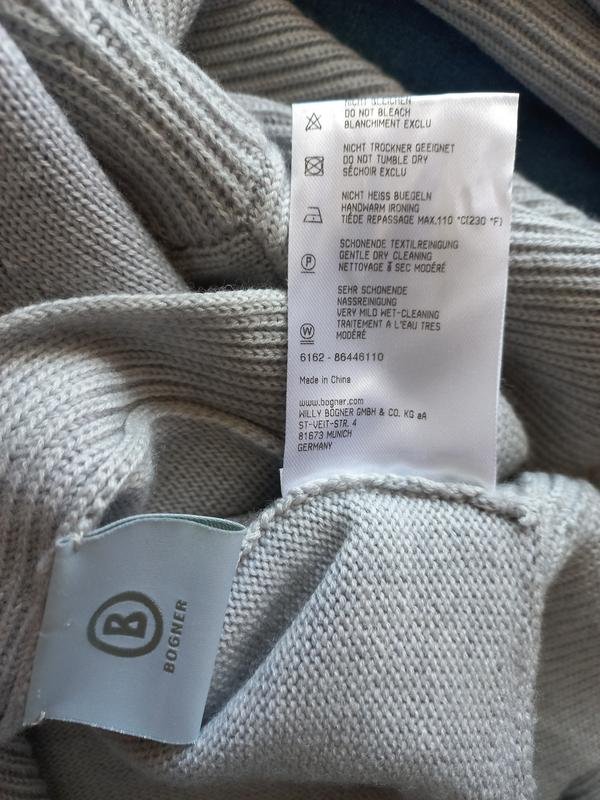 NICHT BLEICHEN
DO NOT BLEACH
BLANCHIMENT EXCLU
NICHT TROCKNER GEEIGNET
DO NOT TUMBLE DRY
SÉCHOIR EXCLU
NICHT HEISS BUEGELN
HANDWARM IRONING
TIÉDE REPASSAGE MAX.110 °C(230 °F)
SCHONENDE TEXTILREINIGUNG
GENTLE DRY CLEANING
P
NETTOYAGE à SEC MODÉRÉ
SEHR SCHONENDE
NASSREINIGUNG
VERY MILD WET-CLEANING
TRAITEMENT A L'EAU TRES
W
MODÉRÉ
6162 - 86446110
Made in China
www.bogner.com
WILLY BOGNER GMBH & CO. KG aA
ST-VEIT-STR. 4
81673 MUNICH
GERMANY
B
BOGNER